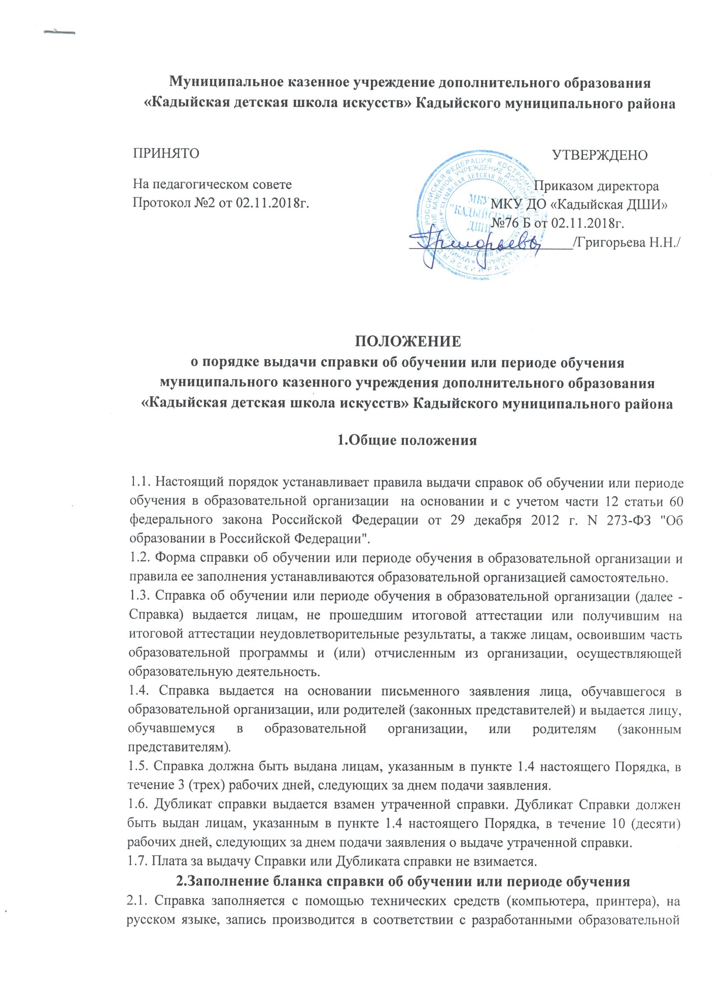 Муниципальное казенное учреждение дополнительного образования
«Кадыйская детская школа искусств» Кадыйского муниципального района
ПРИНЯТО
УТВЕРЖДЕНО
На педагогическом совете
Приказом директора
Протокол №2 от 02.11.2018г.
МКУ ДО «Кадыйская ДШИ»
№76 Б от 02.11.2018г.
Григорьева /Григорьева Н.Н./
РОССИЙСКАЯ ФЕДЕРАЦИЯ
КАЗЕННОЕ УЧРЕЖДЕНИЕ
КАДЫЙСКАЯ ДЕТСКАЯ ШКОЛА
МКУ
"КАДЫЙСКАЯ
ДШИ
ПОЛОЖЕНИЕ
о порядке выдачи справки об обучении или периоде обучения
муниципального казенного учреждения дополнительного образования
«Кадыйская детская школа искусств» Кадыйского муниципального района
1.Общие положения
1.1. Настоящий порядок устанавливает правила выдачи справок об обучении или периоде
обучения в образовательной организации на основании и с учетом части 12 статьи 60
федерального закона Российской Федерации от 29 декабря 2012 г. N 273-ФЗ "Об
образовании в Российской Федерации".
1.2. Форма справки об обучении или периоде обучения в образовательной организации и
правила ее заполнения устанавливаются образовательной организацией самостоятельно.
1.3. Справка об обучении или периоде обучения в образовательной организации (далее -
Справка) выдается лицам, не прошедшим итоговой аттестации или получившим на
итоговой аттестации неудовлетворительные результаты, а также лицам, освоившим часть
образовательной программы и (или) отчисленным из организации, осуществляющей
образовательную деятельность.
1.4. Справка выдается на основании письменного заявления лица, обучавшегося в
образовательной организации, или родителей (законных представителей) и выдается лицу,
обучавшемуся в образовательной организации, или родителям (законным
представителям).
1.5. Справка должна быть выдана лицам, указанным в пункте 1.4 настоящего Порядка, в
течение 3 (трех) рабочих дней, следующих за днем подачи заявления.
1.6. Дубликат справки выдается взамен утраченной справки. Дубликат Справки должен
быть выдан лицам, указанным в пункте 1.4 настоящего Порядка, в течение 10 (десяти)
рабочих дней, следующих за днем подачи заявления о выдаче утраченной справки.
1.7. Плата за выдачу Справки или Дубликата справки не взимается.
2.Заполнение бланка справки об обучении или периоде обучения
2.1. Справка заполняется с помощью технических средств (компьютера, принтера), на
русском языке, запись производится в соответствии с разработанными образовательной